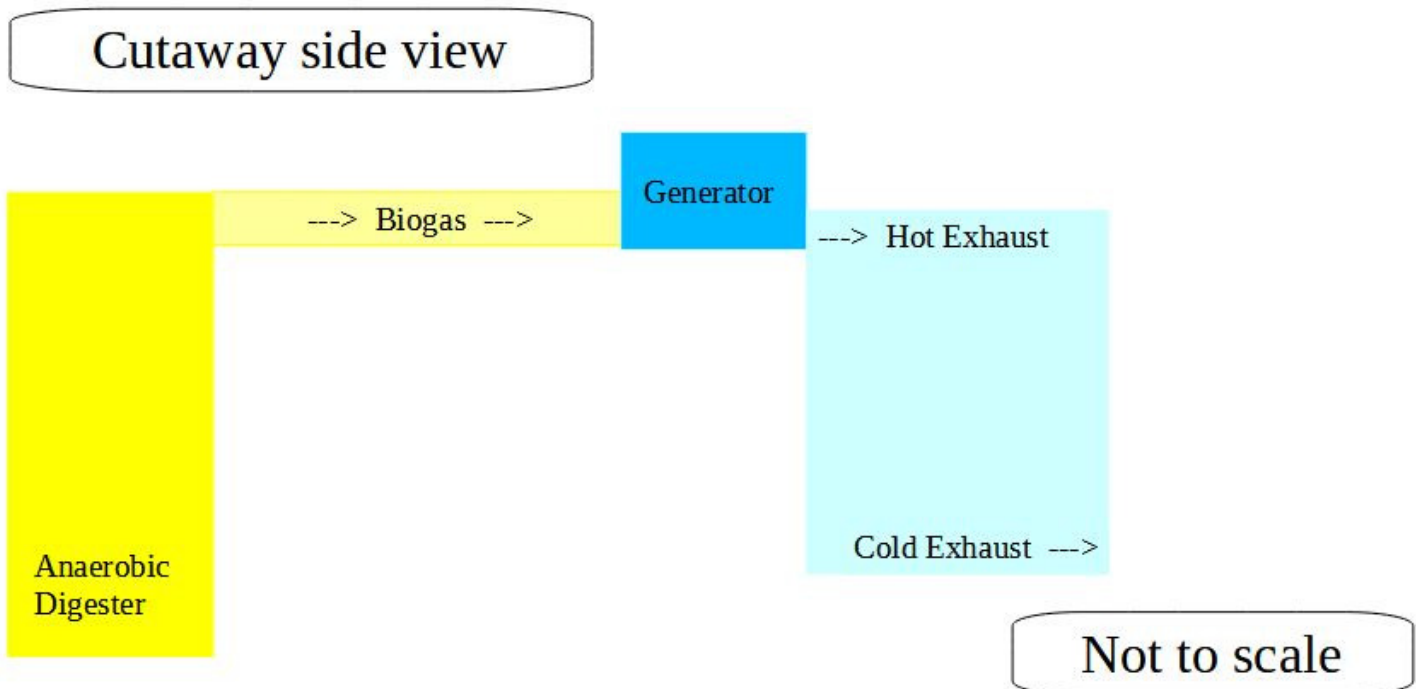 Cutaway side view
Generator
---> Biogas --->
---> Hot Exhaust
Cold Exhaust --->
Anaerobic
Digester
Not to scale